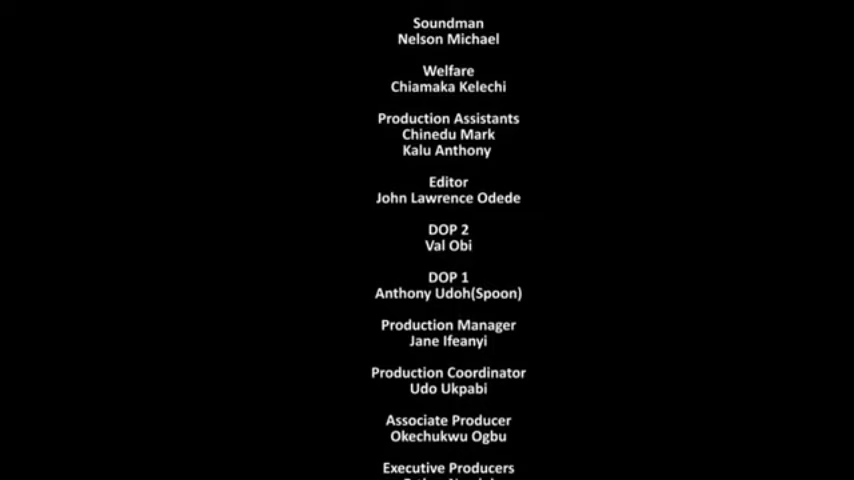 Soundman
Nelson Michael
Welfare
Chiamaka Kelechi
Production Assistants
Chinedu Mark
Kalu Anthony
Editor
John Lawrence Odede
DOP 2
Val Obi
DOP 1
Anthony Udoh(Spoon)
Production Manager
Jane Ifeanyi
Production Coordinator
Udo Ukpabi
Associate Producer
Okechukwu Ogbu
Executive Producers